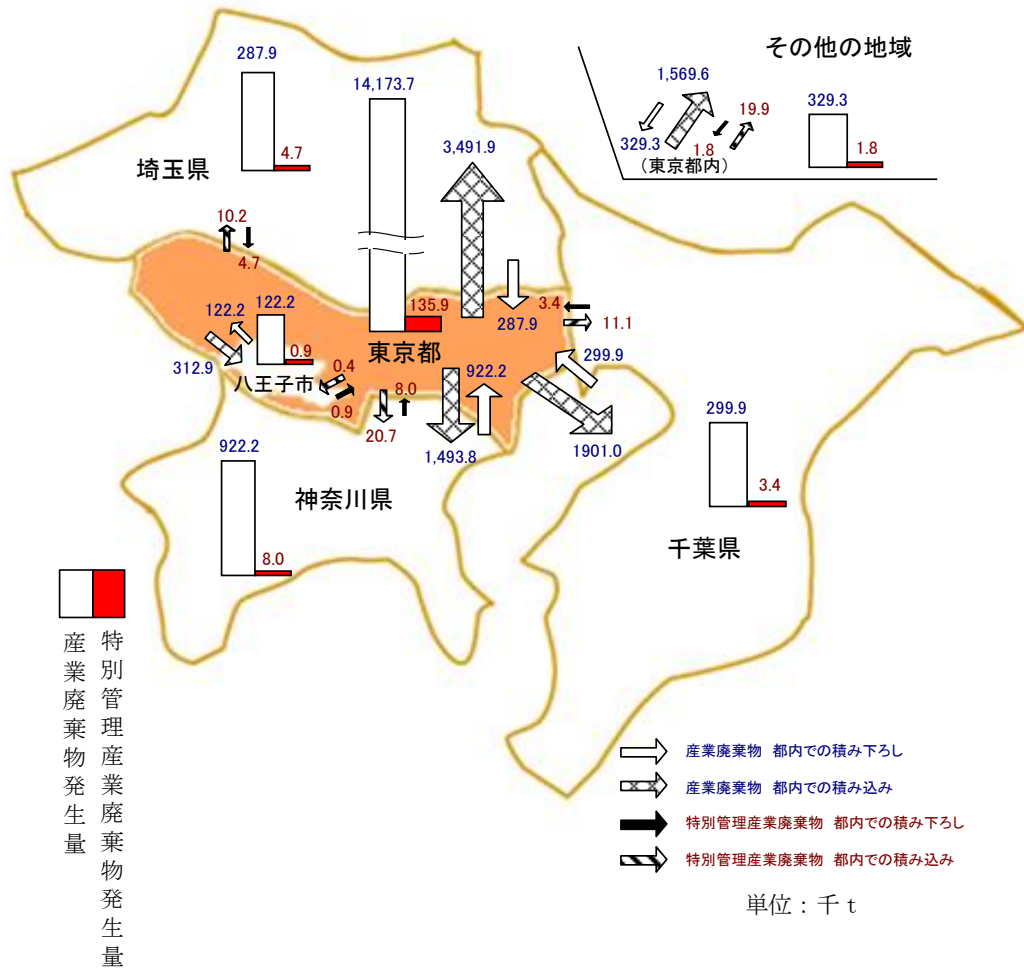 その他の地域
287.9
14,173.7
1,569.6
19.9
329.3
329.3
1.8
(東京都内)
1.8
3,491.9
4.7
埼玉県
10.2
4.7
135.9
3.4
11.1
287.9
122.2
122.2
東京都
299.9
312.9
0.9
八王子市
0.4
0.9
8.0
922.2
20.7
1,493.8
1901.0
922.2
神奈川県
8.0
299.9
3.4
千葉県
産業廃棄物発生量
特別管理産業廃棄物発生量
産業廃棄物 都内での積み下ろし
産業廃棄物 都内での積み込み
特別管理産業廃棄物 都内での積み下ろし
特別管理産業廃棄物 都内での積み込み
単位：千ｔ